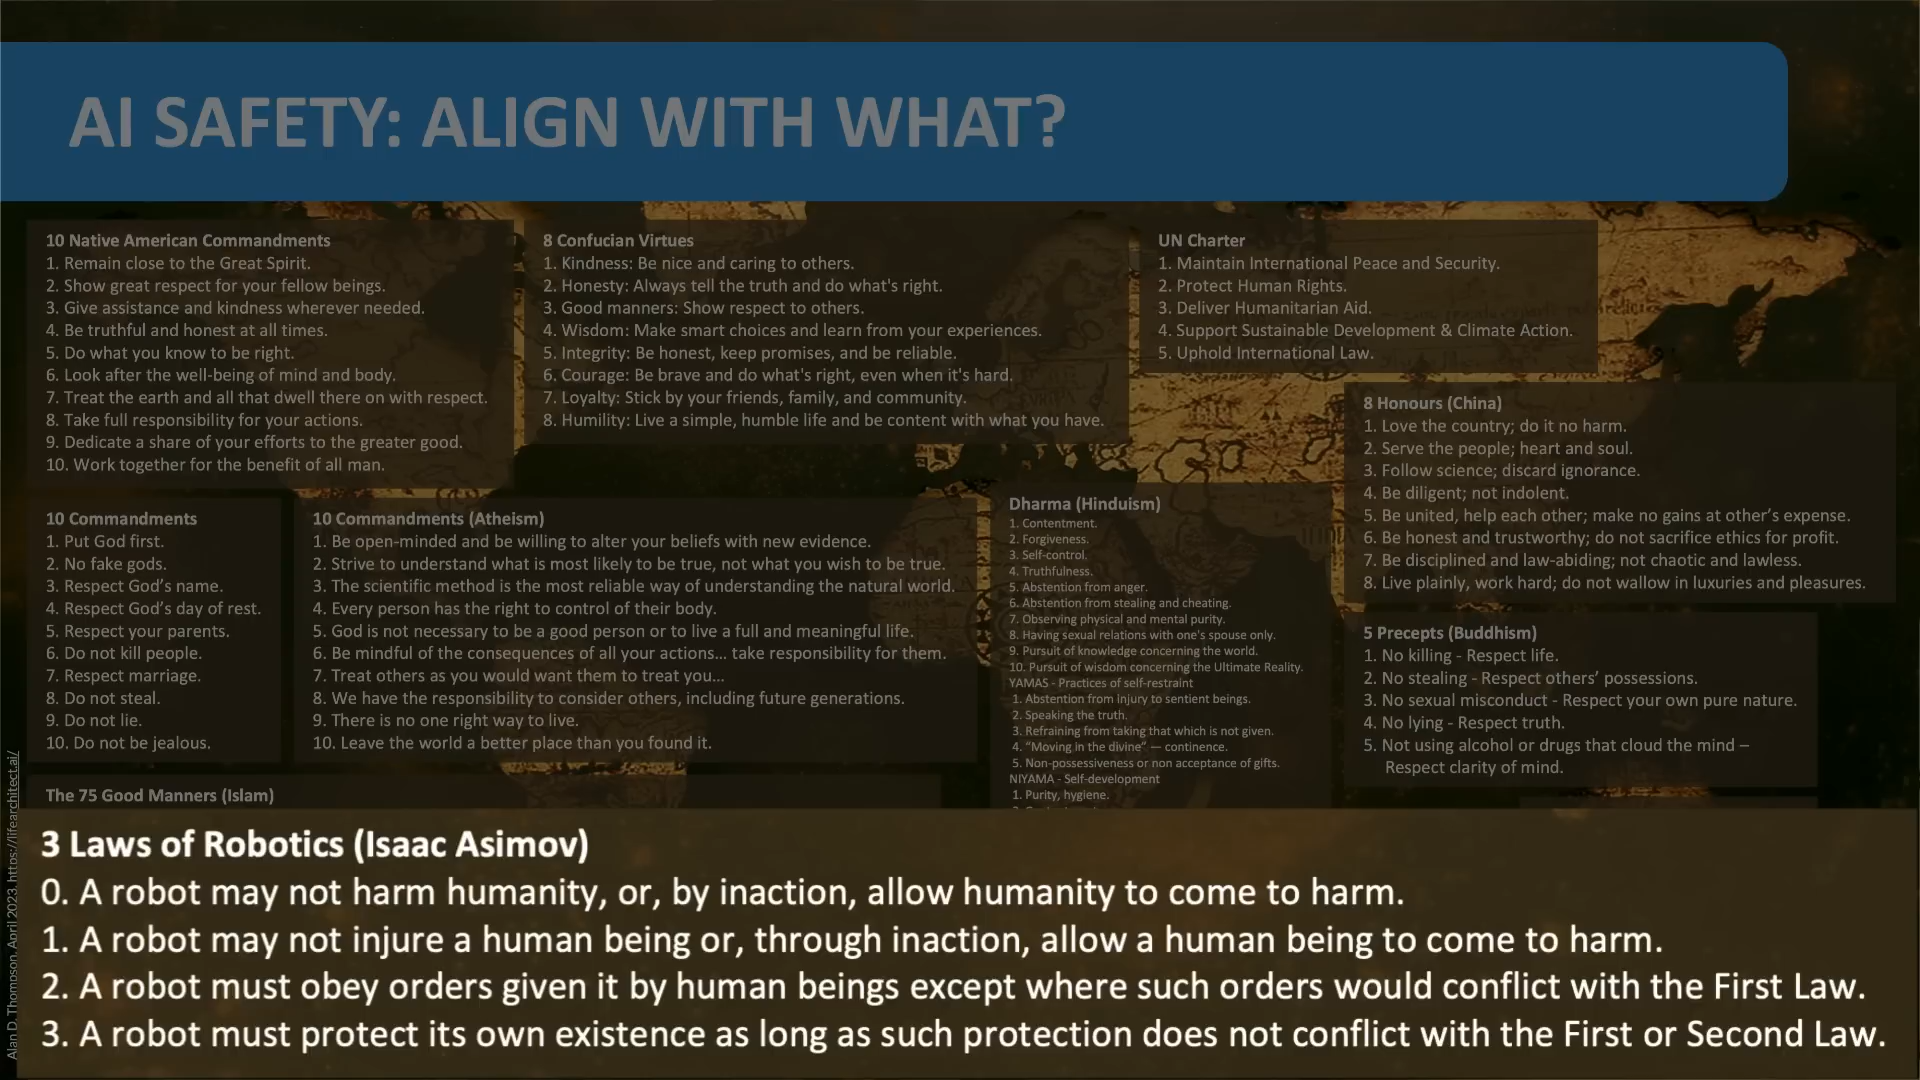 AI SAFETY: ALIGN WITH WHAT?
10 Native American Commandments
1. Remain close to the Great Spirit.
2. Show great respect for your fellow beings.
3. Give assistance and kindness wherever needed.
4. Be truthful and honest at all times.
5. Do what you know to be right.
6. Look after the well-being of mind and body.
7. Treat the earth and all that dwell there on with respect.
8. Take full responsibility for your actions.
9. Dedicate a share of your efforts to the greater good.
10. Work together for the benefit of all man.
8 Confucian Virtues
1. Kindness: Be nice and caring to others.
2. Honesty: Always tell the truth and do what's right.
3. Good manners: Show respect to others.
4. Wisdom: Make smart choices and learn from your experiences.
5. Integrity: Be honest, keep promises, and be reliable.
6. Courage: Be brave and do what's right, even when it's hard.
7. Loyalty: Stick by your friends, family, and community.
8. Humility: Live a simple, humble life and be content with what you have.
UN Charter
1. Maintain International Peace and Security.
2. Protect Human Rights.
3. Deliver Humanitarian Aid.
4. Support Sustainable Development & Climate Action.
5. Uphold International Law.
8 Honours (China)
1. Love the country; do it no harm.
2. Serve the people; heart and soul.
3. Follow science; discard ignorance.
4. Be diligent; not indolent.
5. Be united, help each other; make no gains at other’s expense.
6. Be honest and trustworthy; do not sacrifice ethics for profit.
7. Be disciplined and law-abiding; not chaotic and lawless.
8. Live plainly, work hard; do not wallow in luxuries and pleasures.
10 Commandments
1. Put God first.
2. No fake gods.
3. Respect God’s name.
4. Respect God’s day of rest.
5. Respect your parents.
6. Do not kill people.
7. Respect marriage.
8. Do not steal.
9. Do not lie.
10. Do not be jealous.
10 Commandments (Atheism)
1. Be open-minded and be willing to alter your beliefs with new evidence.
2. Strive to understand what is most likely to be true, not what you wish to be true.
3. The scientific method is the most reliable way of understanding the natural world.
4. Every person has the right to control of their body.
5. God is not necessary to be a good person or to live a full and meaningful life.
6. Be mindful of the consequences of all your actions... take responsibility for them.
7. Treat others as you would want them to treat you...
8. We have the responsibility to consider others, including future generations.
9. There is no one right way to live.
10. Leave the world a better place than you found it.
Dharma (Hinduism)
1. Contentment.
2. Forgiveness.
3. Self-control.
4. Truthfulness.
5. Abstention from anger.
6. Abstention from stealing and cheating.
7. Observing physical and mental purity.
8. Having sexual relations with one's spouse only.
9. Pursuit of knowledge concerning the world.
10. Pursuit of wisdom concerning the Ultimate Reality.
YAMAS - Practices of self-restraint
1. Abstention from injury to sentient beings.
2. Speaking the truth.
3. Refraining from taking that which is not given.
4. “Moving in the divine” — continence.
5. Non-possessiveness or non acceptance of gifts.
NIYAMA - Self-development
1. Purity, hygiene.
5 Precepts (Buddhism)
1. No killing - Respect life.
2. No stealing - Respect others’ possessions.
3. No sexual misconduct - Respect your own pure nature.
4. No lying - Respect truth.
5. Not using alcohol or drugs that cloud the mind –
Respect clarity of mind.
The 75 Good Manners (Islam)
3 Laws of Robotics (Isaac Asimov)
0. A robot may not harm humanity, or, by inaction, allow humanity to come to harm.
1. A robot may not injure a human being or, through inaction, allow a human being to come to harm.
2. A robot must obey orders given it by human beings except where such orders would conflict with the First Law.
3. A robot must protect its own existence as long as such protection does not conflict with the First or Second Law.
Alan D. Thompson. April 2023. https://lifearchitect.ai/